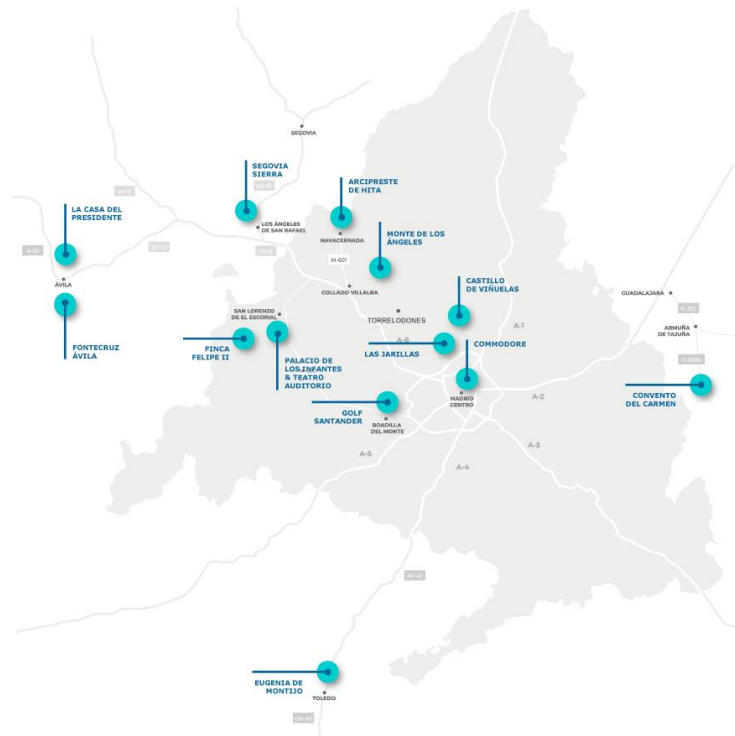 SEGOVIA
SEGOVIA
SIERRA
ARCIPRESTE
DE HITA
LA CASA DEL
PRESIDENTE
LOS ÁNGELES
DE SAN RAFAEL
NAVACERRADA
MONTE DE LOS
ÁNGELES
M-601
ÁVILA
COLLADO VILLALBA
CASTILLO
DE VIÑUELAS
GUADALAJARA
SAN LORENZO
DE EL ESCORIAL
TORRELODONES
A-1
ARMUÑA
DE TAJUÑA
A-6
FONTECRUZ
ÁVILA
FINCA
FELIPE II
PALACIO DE
LOS INFANTES
& TEATRO
AUDITORIO
LAS JARILLAS
COMMODORE
MADRID
CENTRO
A-2
CONVENTO
DEL CARMEN
GOLF
SANTANDER
BOADILLA
DEL MONTE
A-3
A-5
A-4
EUGENIA DE
MONTIJO
TOLEDO